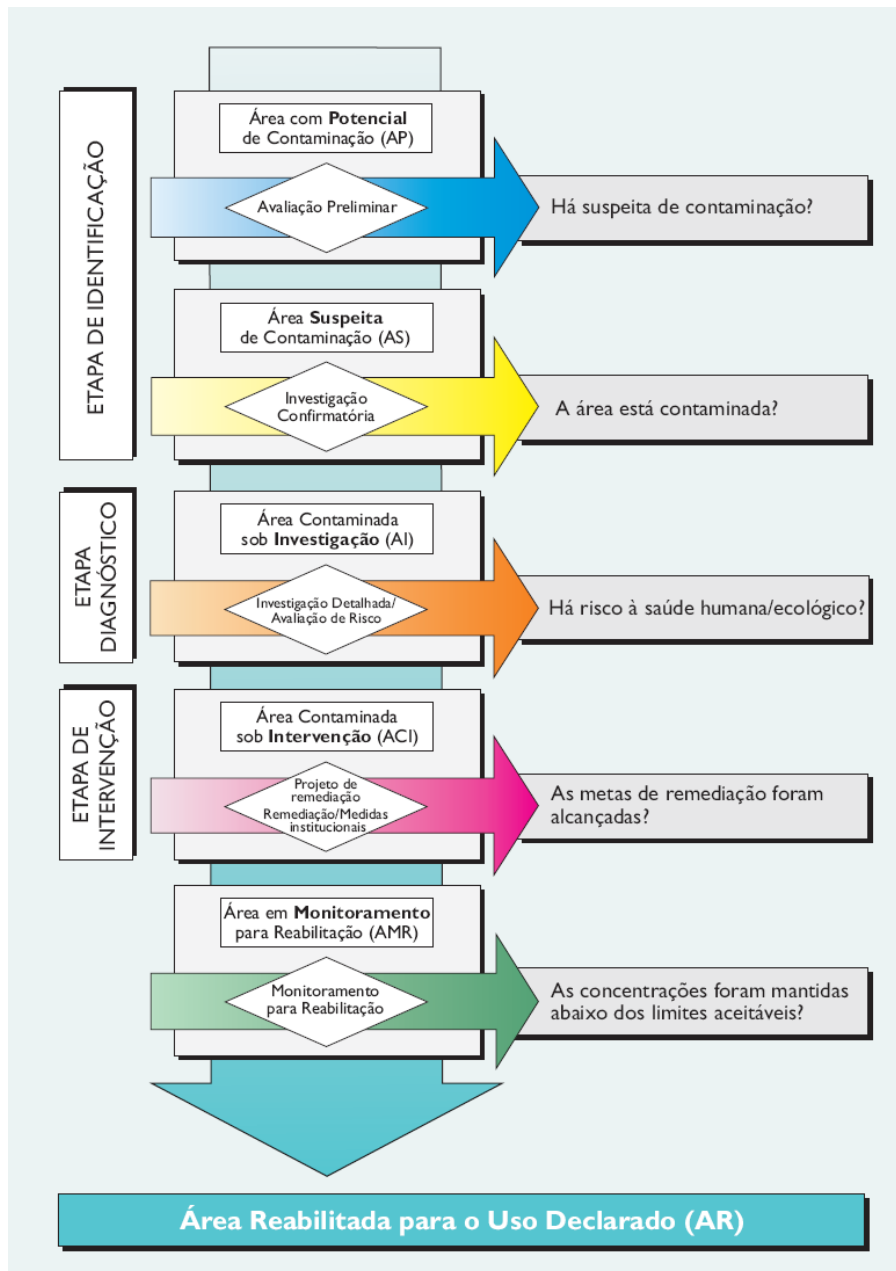 ETAPA DE IDENTIFICAÇÃO
Área com Potencial
de Contaminação (AP)
Avaliação Preliminar
Há suspeita de contaminação?
Área Suspeita
de Contaminação (AS)
Investigação
Confirmatória
A área está contaminada?
ETAPA
DIAGNÓSTICO
Área Contaminada
sob Investigação (AI)
Investigação Detalhada/
Avaliação de Risco
Há risco à saúde humana/ecológico?
ETAPA DE
INTERVENÇÃO
Área Contaminada
sob Intervenção (ACI)
Projeto de
remediação
Remediação/Medidas
institucionais
As metas de remediação foram
alcançadas?
Área em Monitoramento
para Reabilitação (AMR)
Monitoramento
para Reabilitação
As concentrações foram mantidas
abaixo dos limites aceitáveis?
Área Reabilitada para o Uso Declarado (AR)